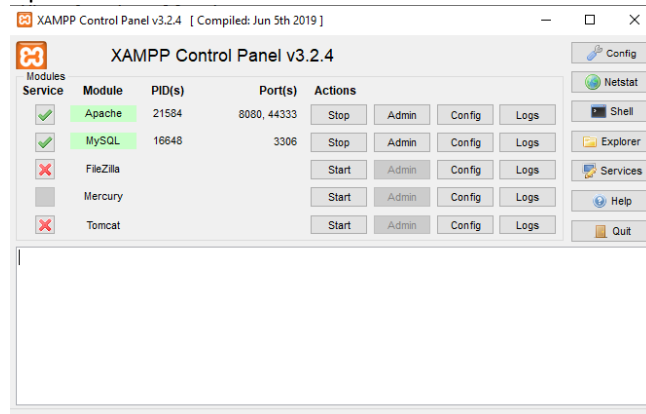 XAMPP Control Panel v3.2.4 [ Compiled: Jun 5th 2019 ]
XAMPP Control Panel v3.2.4
Config
Modules
Service Module PID(s) Port(s) Actions
Netstat
Apache 21584 8080, 44333 Stop Admin Config Logs
Shell
MySQL 16648 3306 Stop Admin Config Logs
Explorer
FileZilla Start Admin Config Logs
Services
Mercury Start Admin Config Logs
Help
Tomcat Start Admin Config Logs
Quit